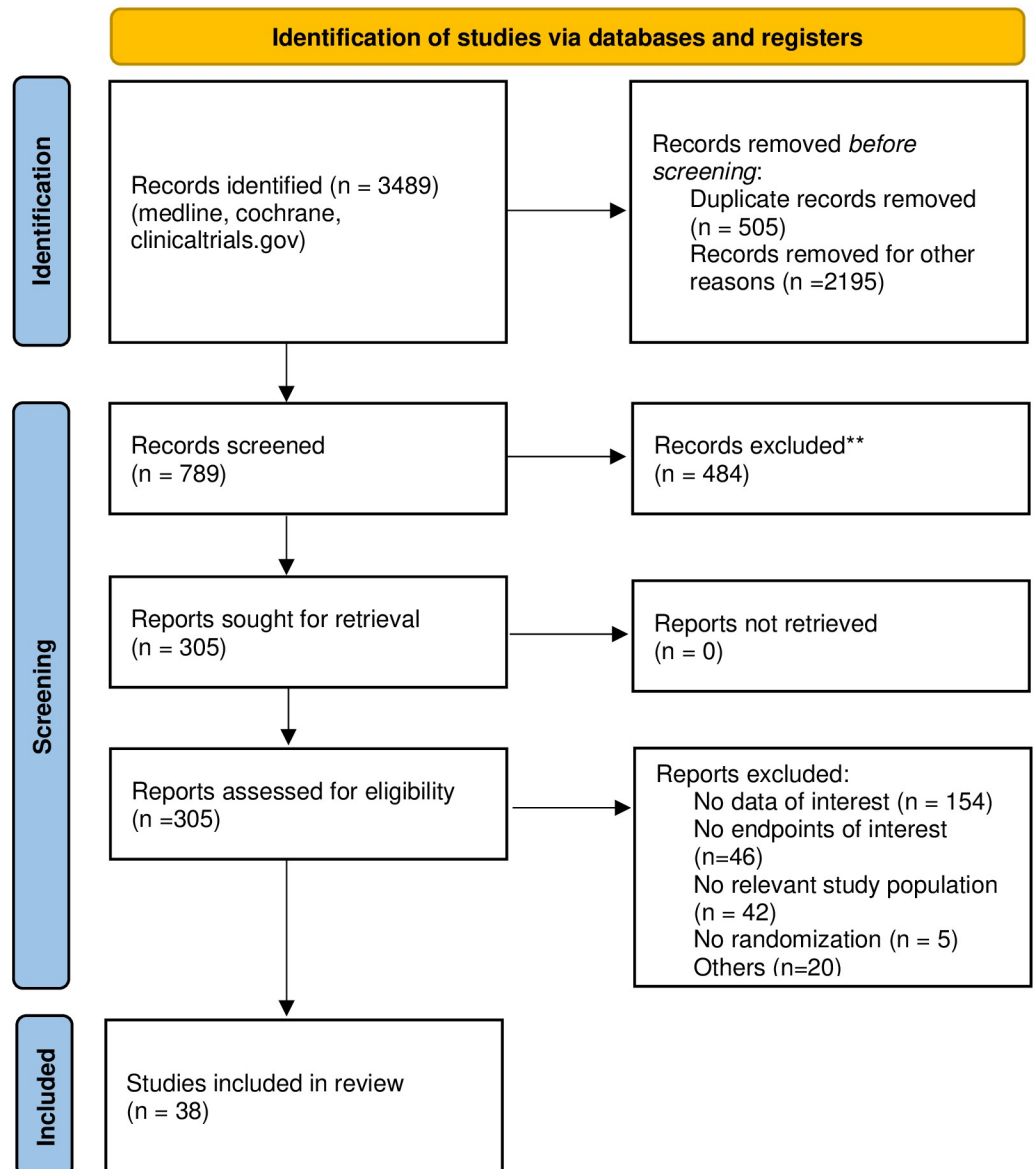 Identification of studies via databases and registers
Identification
Records identified (n = 3489)
(medline, cochrane,
clinicaltrials.gov)
Records removed before
screening:
Duplicate records removed
(n = 505)
Records removed for other
reasons (n =2195)
Screening
Records screened
(n = 789)
Records excluded**
(n = 484)
Reports sought for retrieval
(n = 305)
Reports not retrieved
(n = 0)
Reports assessed for eligibility
(n =305)
Reports excluded:
No data of interest (n = 154)
No endpoints of interest
(n=46)
No relevant study population
(n = 42)
No randomization (n = 5)
Others (n=20)
Included
Studies included in review
(n = 38)